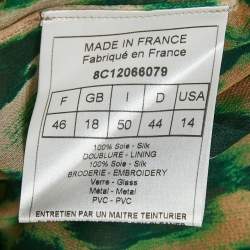 MADE IN FRANCE
Fabriqué en France
8C12066079
F GB I D USA
46 18 50 44 14
100% Soie - Silk
DOUBLURE - LINING
100% Soie - Silk
BRODERIE - EMBROIDERY
Verre - Glass
Métal - Metal
PVC - PVC
ENTRETIEN PAR UN MAITRE TEINTURIER